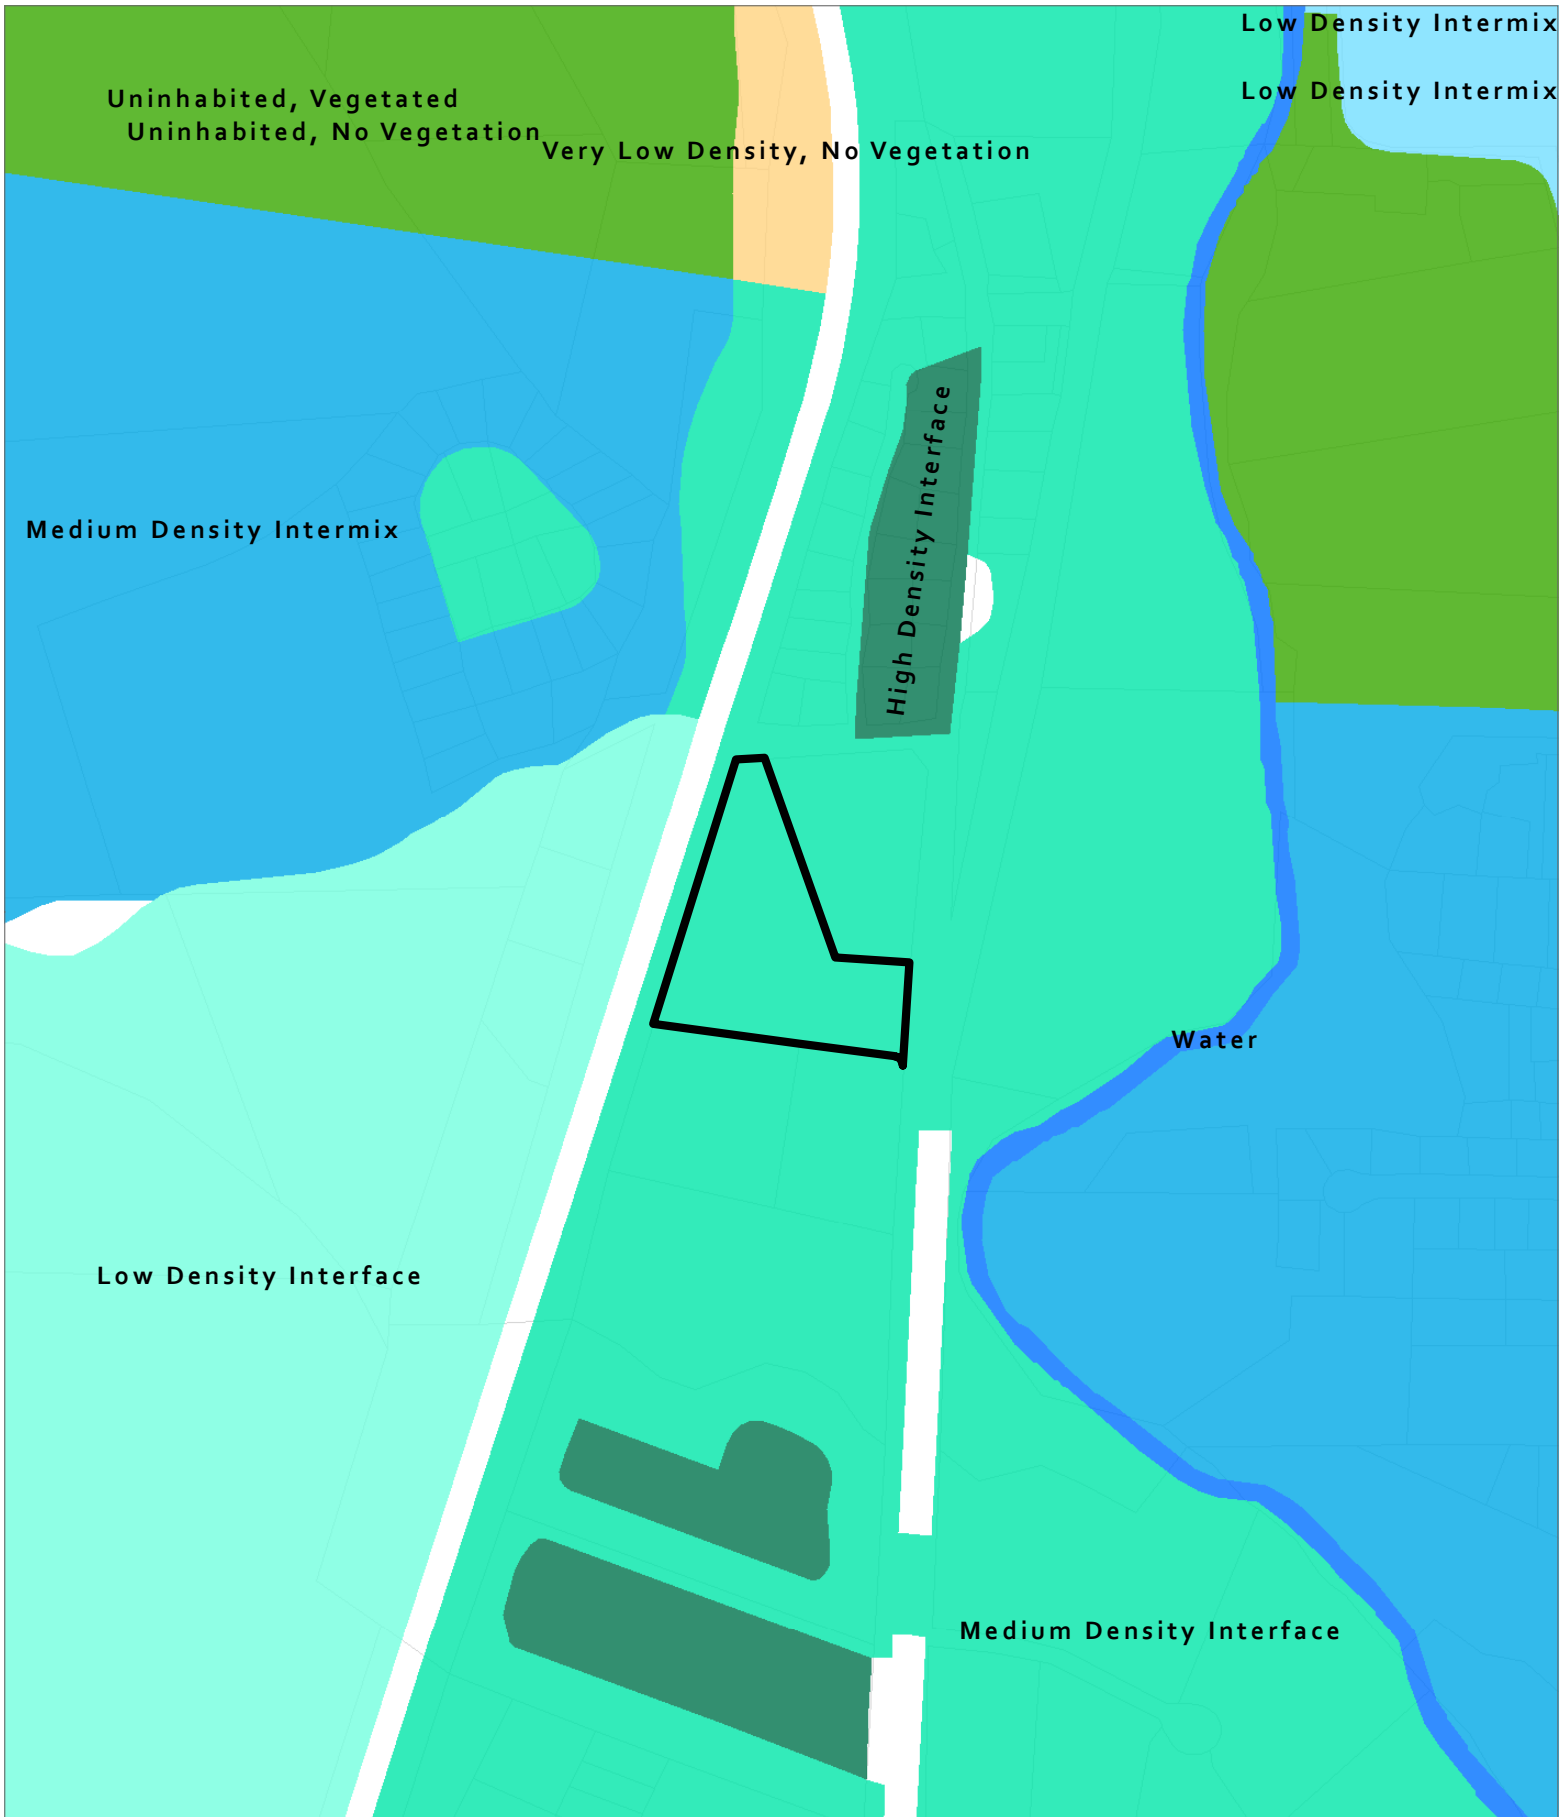 Low Density Intermix
Low Density Intermix
Uninhabited, Vegetated
Uninhabited, No Vegetation
Very Low Density, No Vegetation
High Density Interface
Medium Density Intermix
Water
Low Density Interface
Medium Density Interface